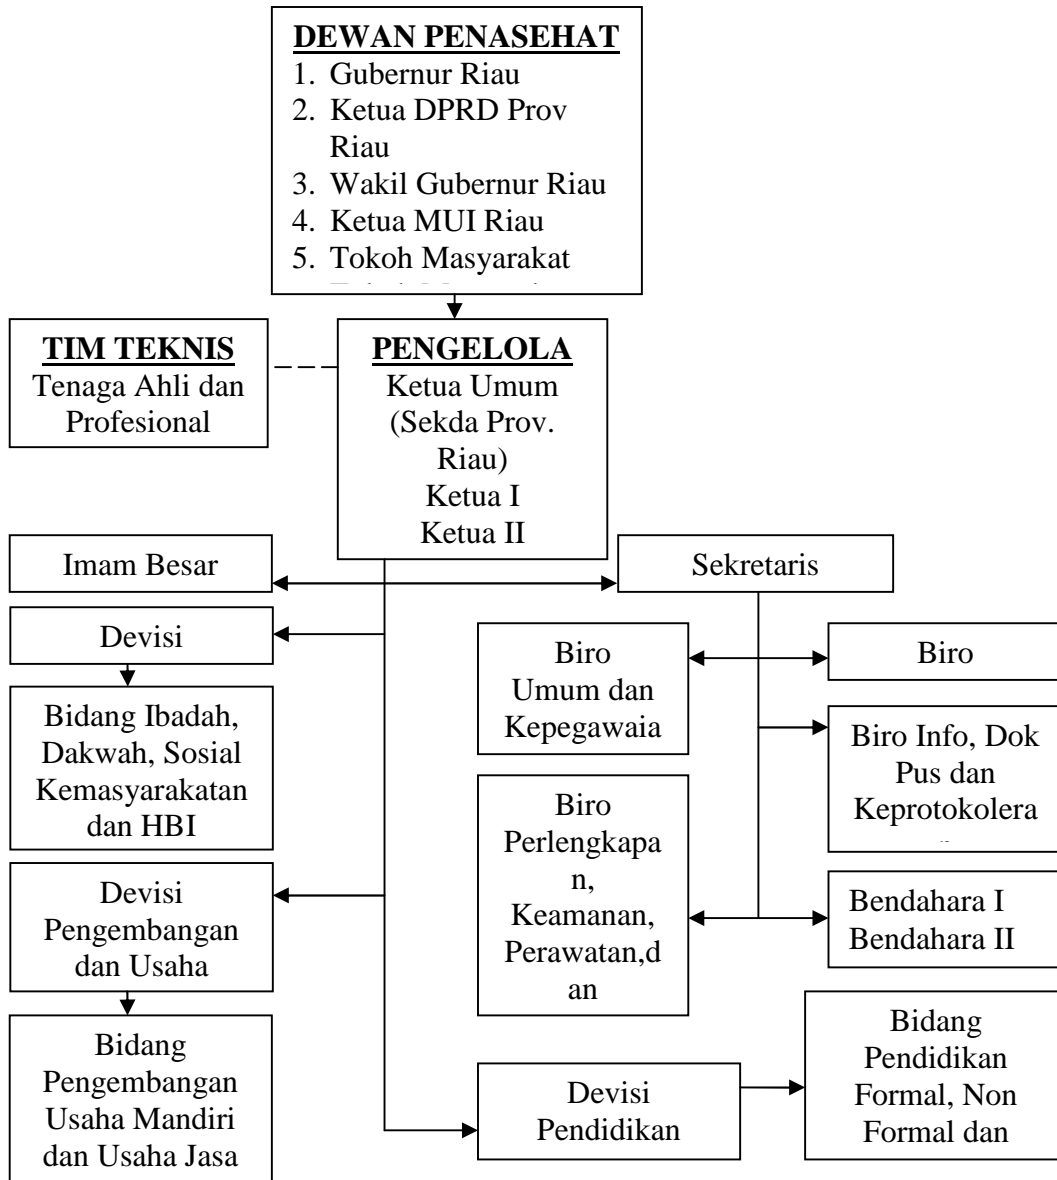 DEWAN PENASEHAT
1. Gubernur Riau
2. Ketua DPRD Prov
Riau
3. Wakil Gubernur Riau
4. Ketua MUI Riau
5. Tokoh Masyarakat
TIM TEKNIS
Tenaga Ahli dan
Profesional
PENGELOLA
Ketua Umum
(Sekda Prov.
Riau)
Ketua I
Ketua II
Imam Besar
Sekretaris
Devisi
Biro
Umum dan
Kepegawaia
Biro
Bidang Ibadah,
Dakwah, Sosial
Kemasyarakatan
dan HBI
Biro Info, Dok
Pus dan
Keprotokolera
Biro
Perlengkapa
n,
Keamanan,
Perawatan,d
an
Devisi
Pengembangan
dan Usaha
Bendahara I
Bendahara II
Bidang
Pengembangan
Usaha Mandiri
dan Usaha Jasa
Devisi
Pendidikan
Bidang
Pendidikan
Formal, Non
Formal dan